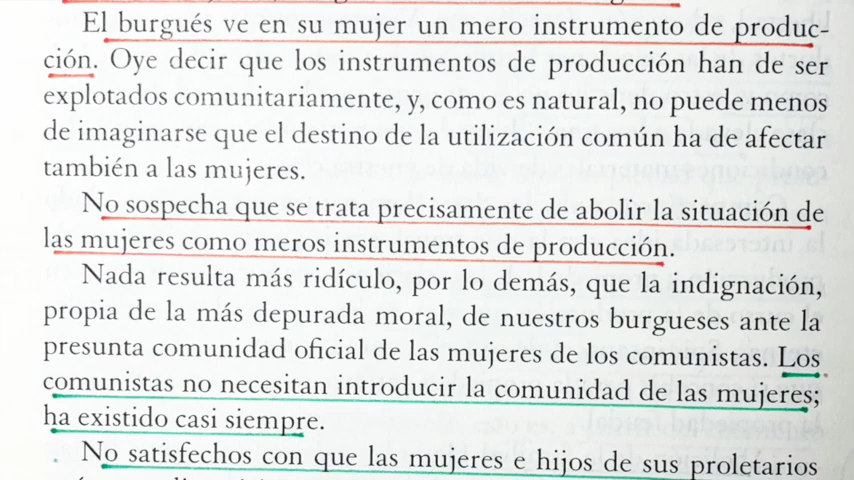 El burgués ve en su mujer un mero instrumento de produc-
ción. Oye decir que los instrumentos de producción han de ser
explotados comunitariamente, y, como es natural, no puede menos
de imaginarse que el destino de la utilización común ha de afectar
también a las mujeres.
No sospecha que se trata precisamente de abolir la situación de
las mujeres como meros instrumentos de producción.
Nada resulta más ridículo, por lo demás, que la indignación,
propia de la más depurada moral, de nuestros burgueses ante la
presunta comunidad oficial de las mujeres de los comunistas. Los
comunistas no necesitan introducir la comunidad de las mujeres;
ha existido casi siempre.
No satisfechos con que las mujeres e hijos de sus proletarios